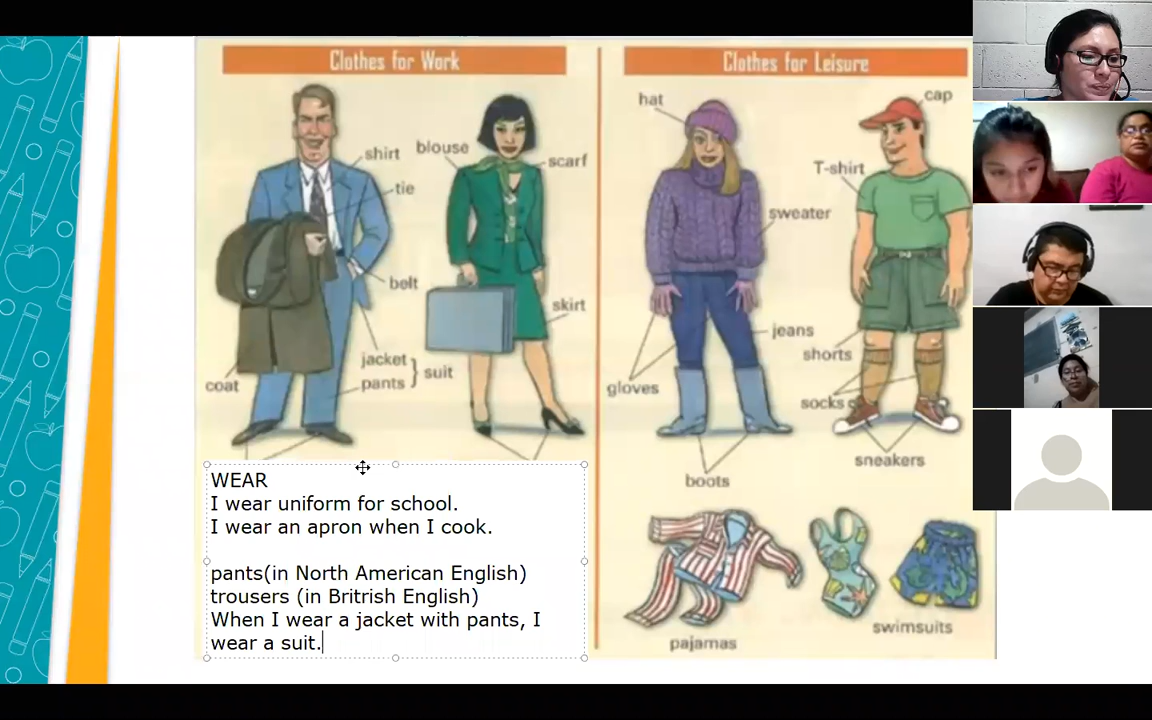 Clothes for Work
shirt
blouse
scarf
tie
belt
skirt
jacket
pants
suit
coat
WEAR
I wear uniform for school.
I wear an apron when I cook.
pants(in North American English)
trousers (in Britrish English)
When I wear a jacket with pants, I
wear a suit.
Clothes for Leisure
hat
cap
T-shirt
sweater
jeans
shorts
gloves
socks
sneakers
boots
swimsuits
pajamas